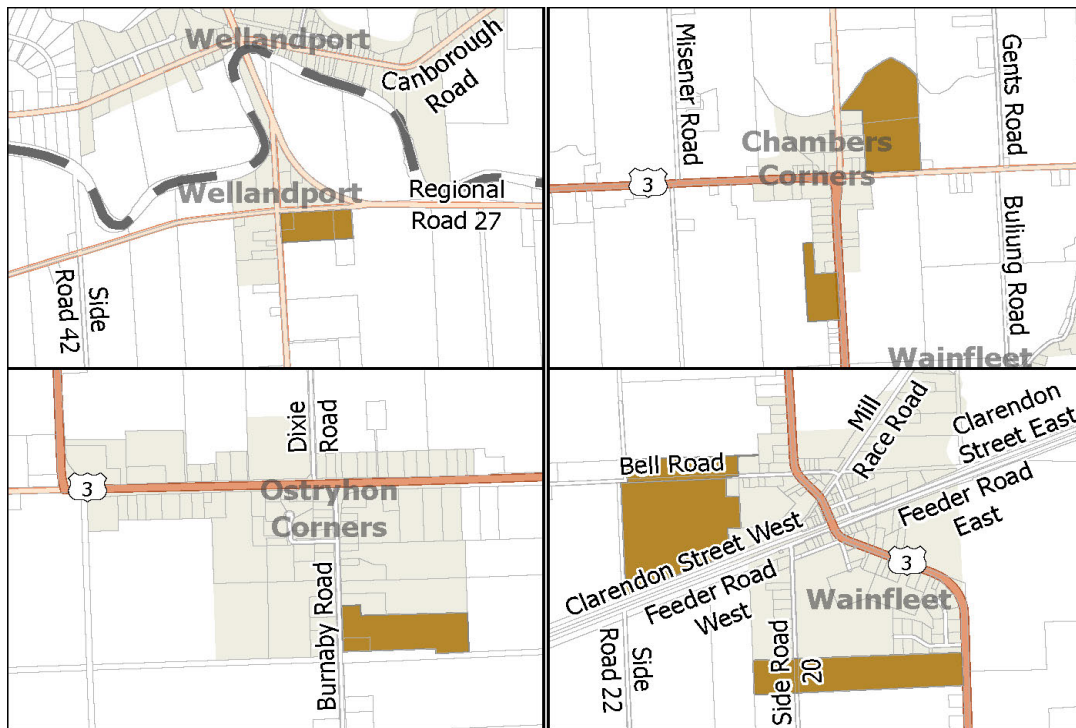 Wellandport
Canborough
Road
Wellandport
Regional
Road 27
Side
Road 42
Misener Road
Gents Road
Chambers
Corners
3
Buliung Road
Wainfleet
Dixie
Road
3
Ostryhon
Corners
Burnaby Road
Mill
Race Road
Clarendon
Street East
Bell Road
Feeder Road
East
Clarendon Street West
Feeder Road
West
3
Wainfleet
Side
Road 22
Side Road
20